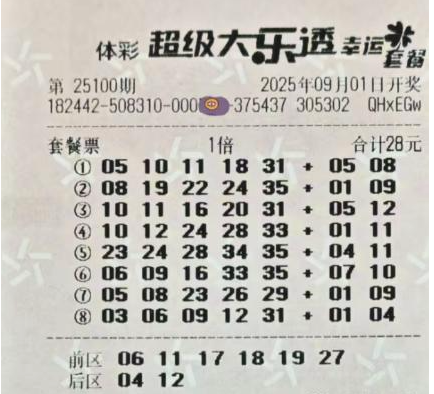 体彩 超级大乐透 幸运套餐
第 25100期 2025年09月01日开奖
182442-508310-000 -375437 305302 QHxEGw
套餐票 1倍 合计28元
① 05 10 11 18 31 + 05 08
② 08 19 22 24 35 + 01 09
③ 10 11 16 20 31 + 05 12
④ 10 12 24 28 33 + 01 11
⑤ 23 24 28 34 35 + 04 11
⑥ 06 09 16 33 35 + 07 10
⑦ 05 08 23 26 29 + 01 09
⑧ 03 06 09 12 31 + 01 04
前区 06 11 17 18 19 27
后区 04 12